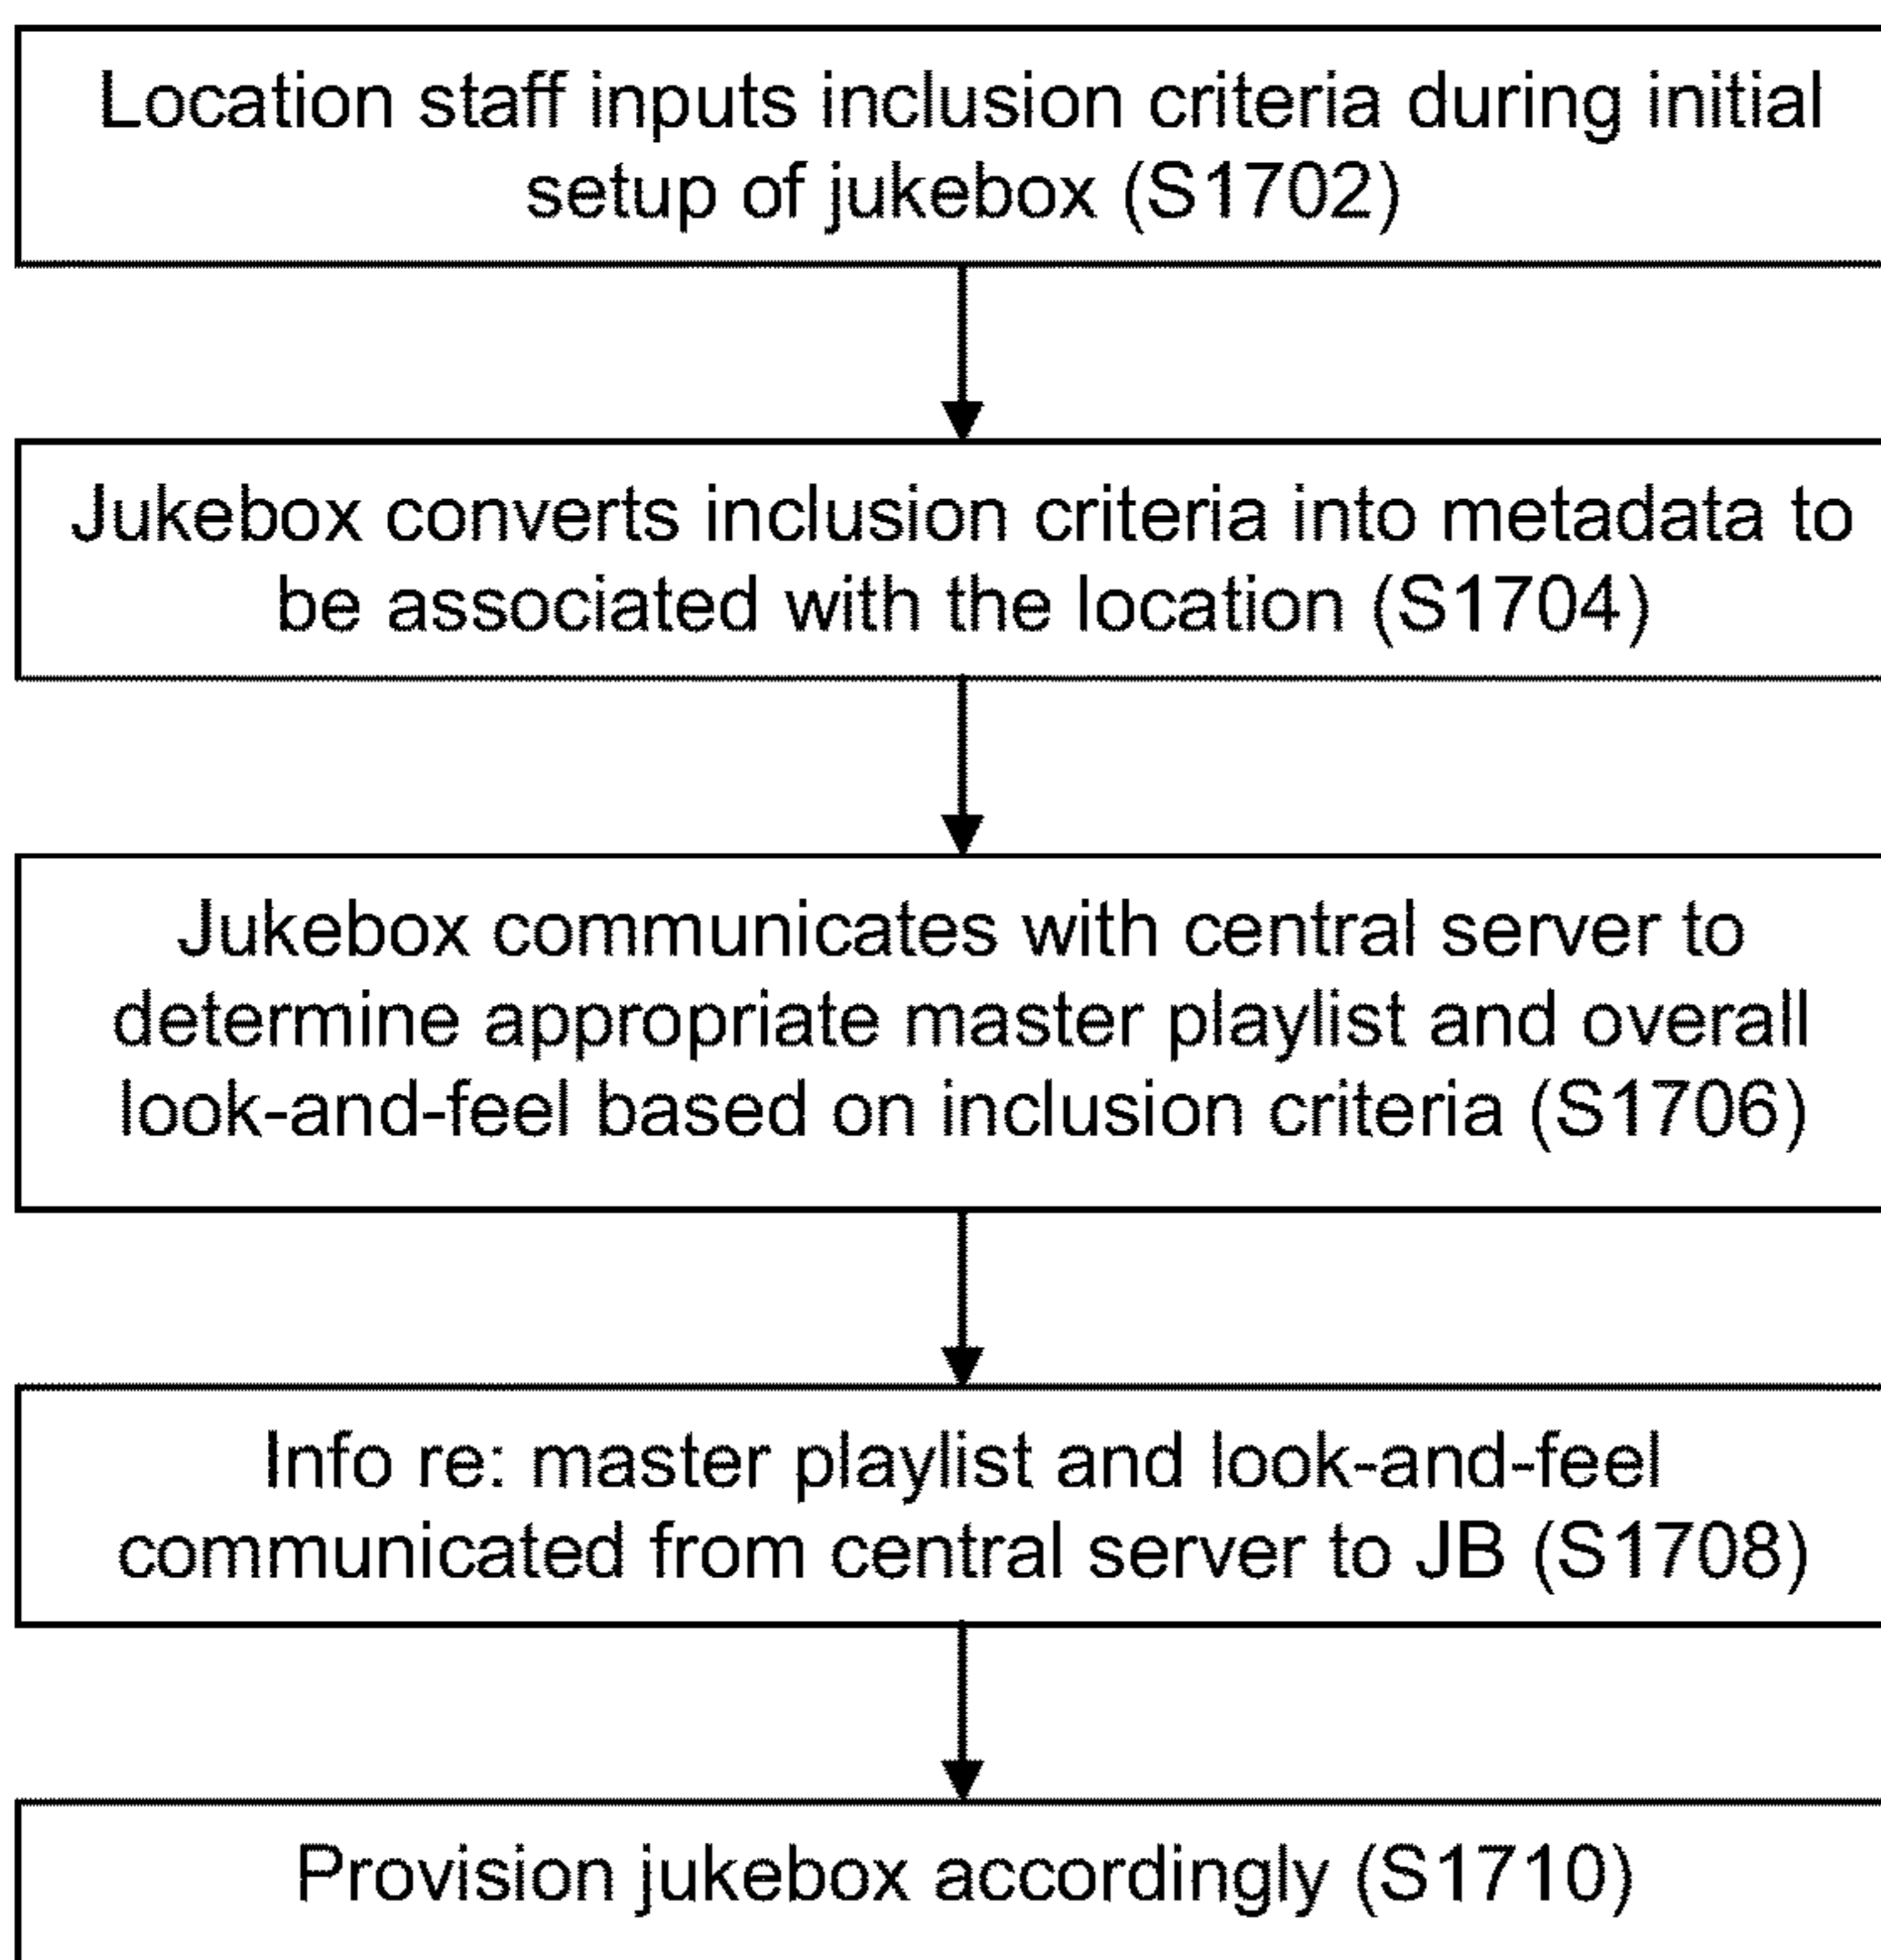 Location staff inputs inclusion criteria during initial
setup of jukebox (S1702)
Jukebox converts inclusion criteria into metadata to
be associated with the location (S1704)
Jukebox communicates with central server to
determine appropriate master playlist and overall
look-and-feel based on inclusion criteria (S1706)
Info re: master playlist and look-and-feel
communicated from central server to JB (S1708)
Provision jukebox accordingly (S1710)